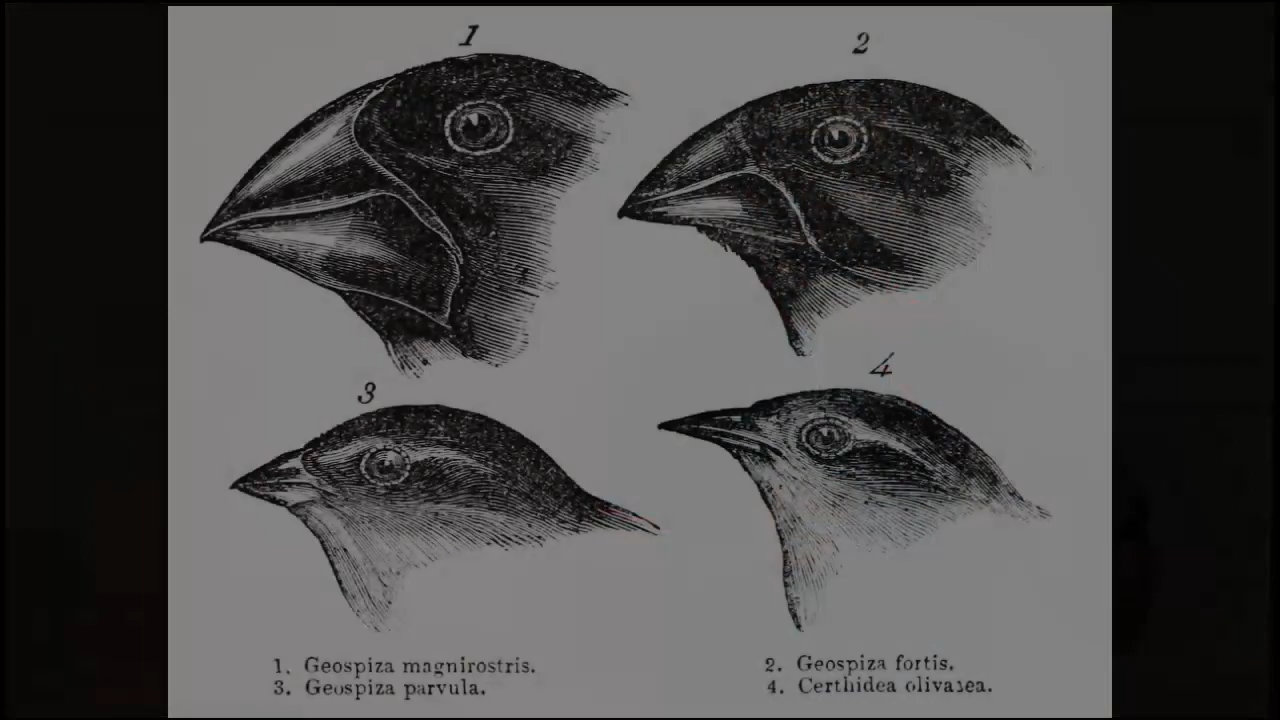 1
2
3
4
1. Geospiza magnirostris.
2. Geospiza fortis.
3. Geospiza parvula.
4. Certhidea olivasea.